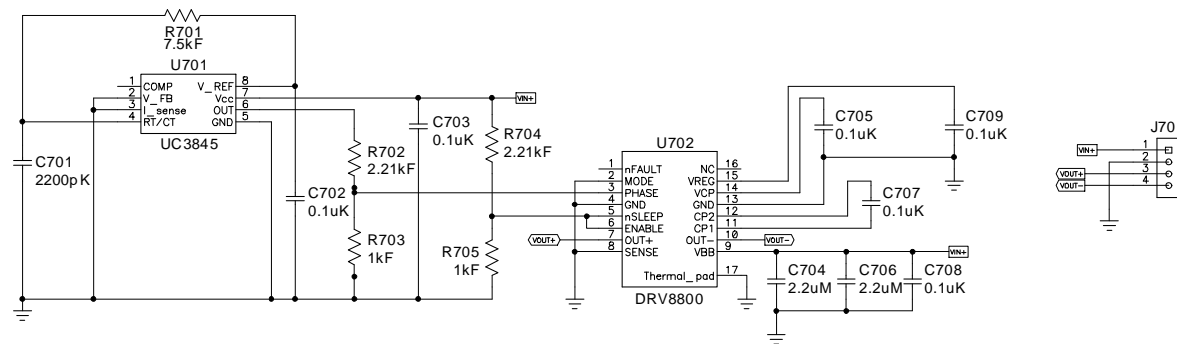 R701
7.5kF
U701
1 COMP V_REF 8
2 V_FB Vcc 7
3 I_sense OUT 6
4 RT/CT GND 5
UC3845
C701
2200pK
C702
0.1uK
R702
2.21kF
R703
1kF
C703
0.1uK
R704
2.21kF
R705
1kF
VIN+
U702
1 nFAULT NC 16
2 MODE VREG 15
3 PHASE VCP 14
4 GND GND 13
5 nSLEEP CP2 12
6 ENABLE CP1 11
7 OUT+ OUT- 10
8 SENSE VBB 9
Thermal_pad 17
DRV8800
VOUT+
VOUT-
C705
0.1uK
C709
0.1uK
C707
0.1uK
VIN+
C704
2.2uM
C706
2.2uM
C708
0.1uK
J70
VIN+ 1
2
VOUT+ 3
VOUT- 4